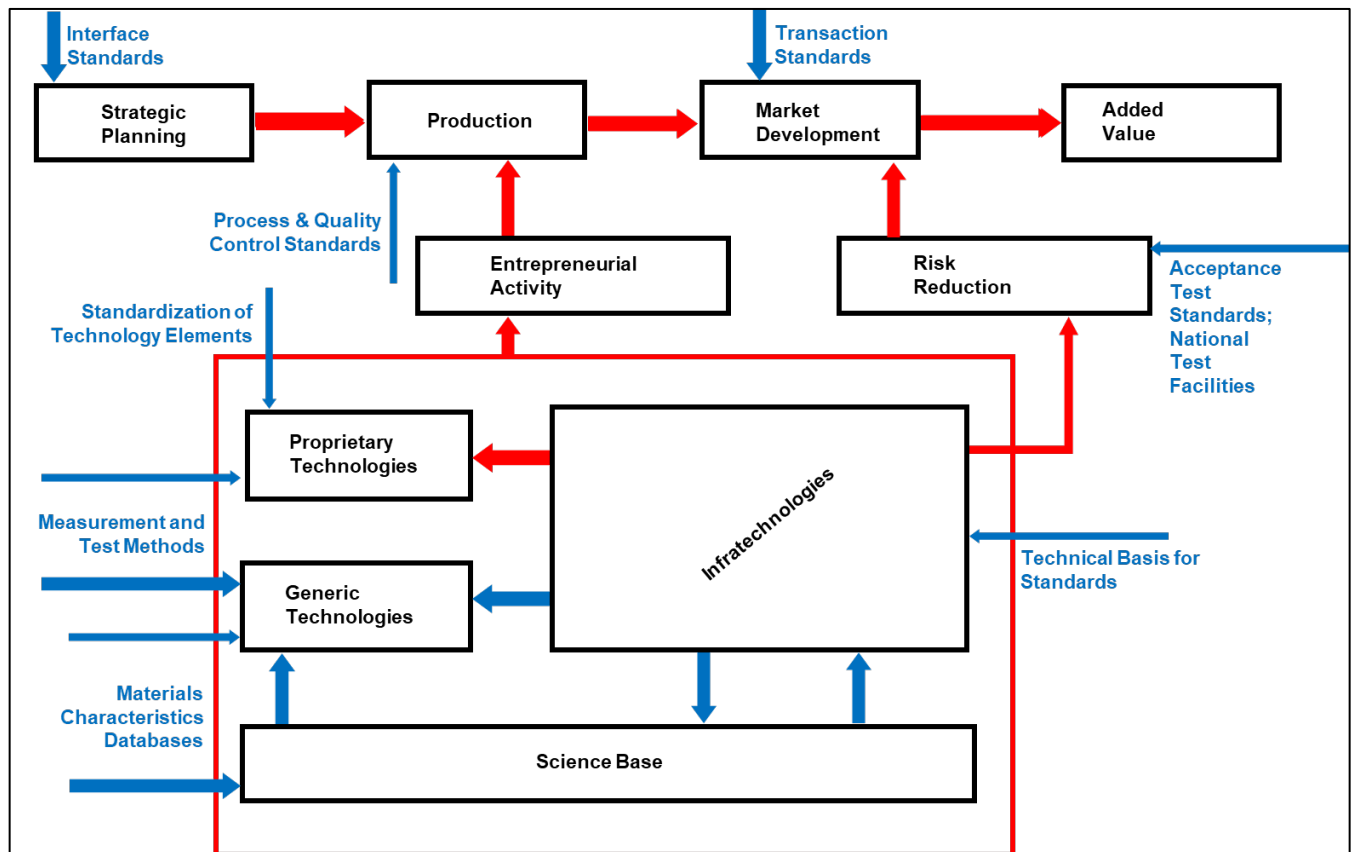 Interface
Standards
Transaction
Standards
Strategic
Planning
Production
Market
Development
Added
Value
Process & Quality
Control Standards
Entrepreneurial
Activity
Risk
Reduction
Acceptance
Test
Standards;
National
Test
Facilities
Standardization of
Technology Elements
Proprietary
Technologies
Infratechnologies
Measurement and
Test Methods
Technical Basis for
Standards
Generic
Technologies
Materials
Characteristics
Databases
Science Base